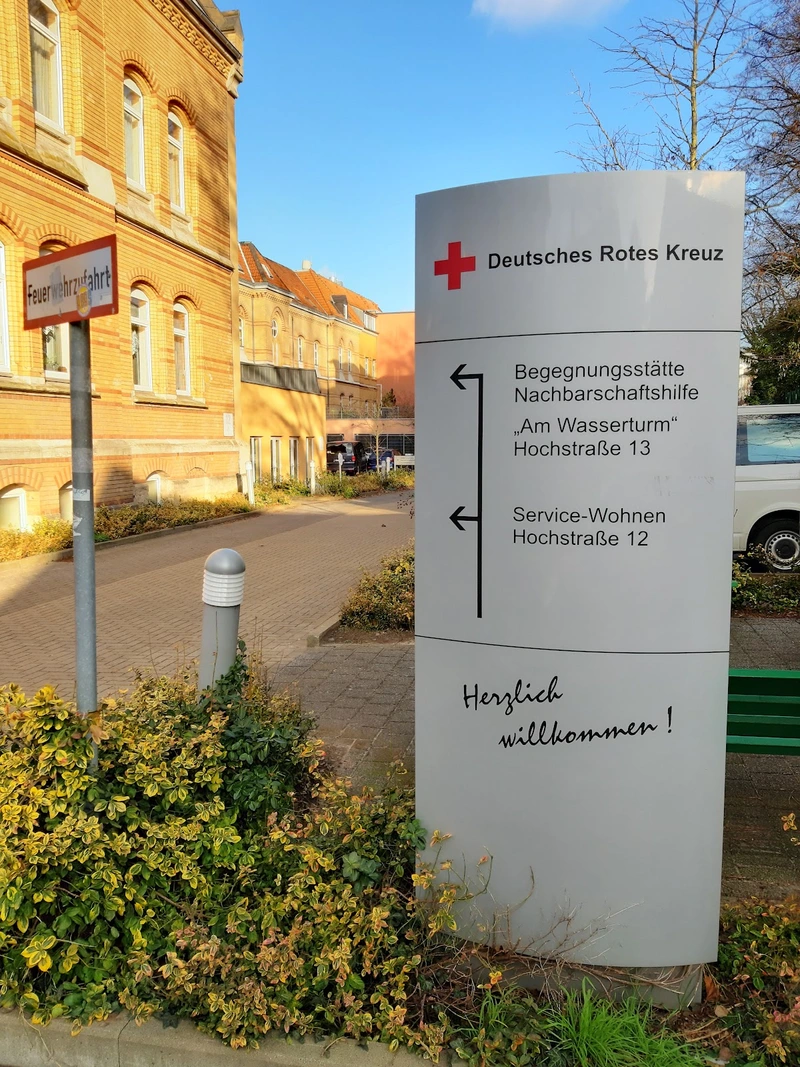 Feuerwehrzufahrt
Deutsches Rotes Kreuz
Begegnungsstätte
Nachbarschaftshilfe
„Am Wasserturm“
Hochstraße 13
Service-Wohnen
Hochstraße 12
Herzlich
willkommen !